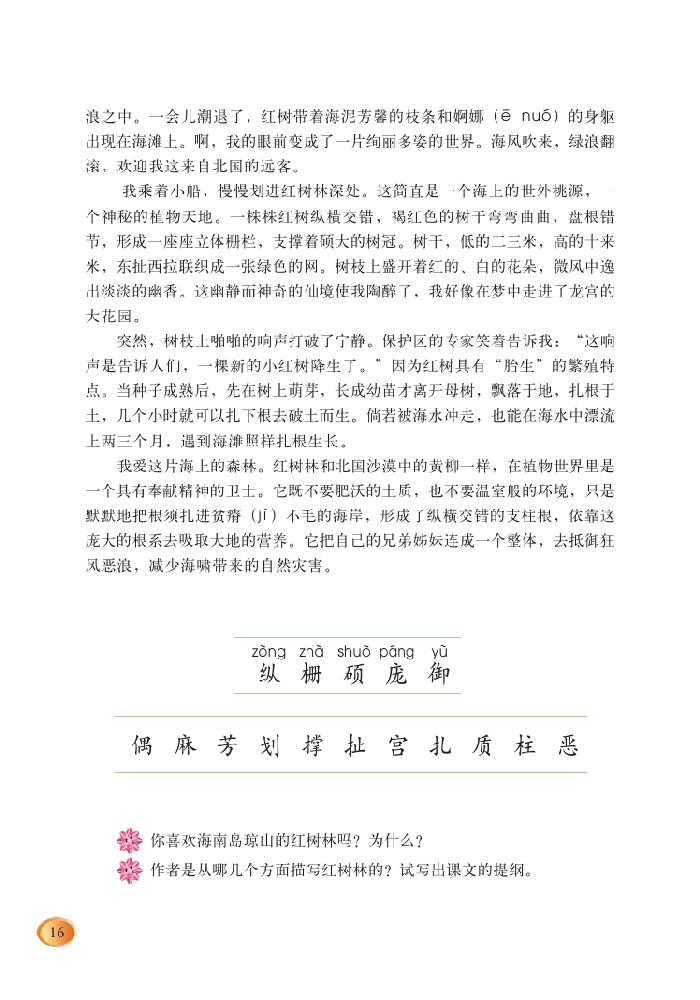 浪之中。一会儿潮退了，红树带着海泥芳馨的枝条和婀娜（ē nuó）的身躯
出现在海滩上。啊，我的眼前变成了一片绚丽多姿的世界。海风吹来，绿浪翻
滚，欢迎我这来自北国的远客。
我乘着小船，慢慢划进红树林深处。这简直是一个海上的世外桃源，一
个神秘的植物天地。一株株红树纵横交错，褐红色的树干弯弯曲曲，盘根错
节，形成一座座立体栅栏，支撑着硕大的树冠。树干，低的二三米，高的十来
米，东扯西拉联织成一张绿色的网。树枝上盛开着红的、白的花朵，微风中逸
出淡淡的幽香。这幽静而神奇的仙境使我陶醉了，我好像在梦中走进了龙宫的
大花园。
突然，树枝上啪啪的响声打破了宁静。保护区的专家笑着告诉我：“这响
声是告诉人们，一棵新的小红树降生了。”因为红树具有“胎生”的繁殖特
点。当种子成熟后，先在树上萌芽，长成幼苗才离开母树，飘落于地，扎根于
土，几个小时就可以扎下根去破土而生。倘若被海水冲走，也能在海水中漂流
上两三个月，遇到海滩照样扎根生长。
我爱这片海上的森林。红树林和北国沙漠中的黄柳一样，在植物世界里是
一个具有奉献精神的卫士。它既不要肥沃的土质，也不要温室般的环境，只是
默默地把根须扎进贫瘠（jí）不毛的海岸，形成了纵横交错的支柱根，依靠这
庞大的根系去吸取大地的营养。它把自己的兄弟姊妹连成一个整体，去抵御狂
风恶浪，减少海啸带来的自然灾害。
zòng zhà shuò páng yù
纵 栅 硕 庞 御
偶 麻 芳 划 撑 扯 宫 扎 质 柱 恶
你喜欢海南岛琼山的红树林吗？为什么？
作者是从哪几个方面描写红树林的？试写出课文的提纲。
16